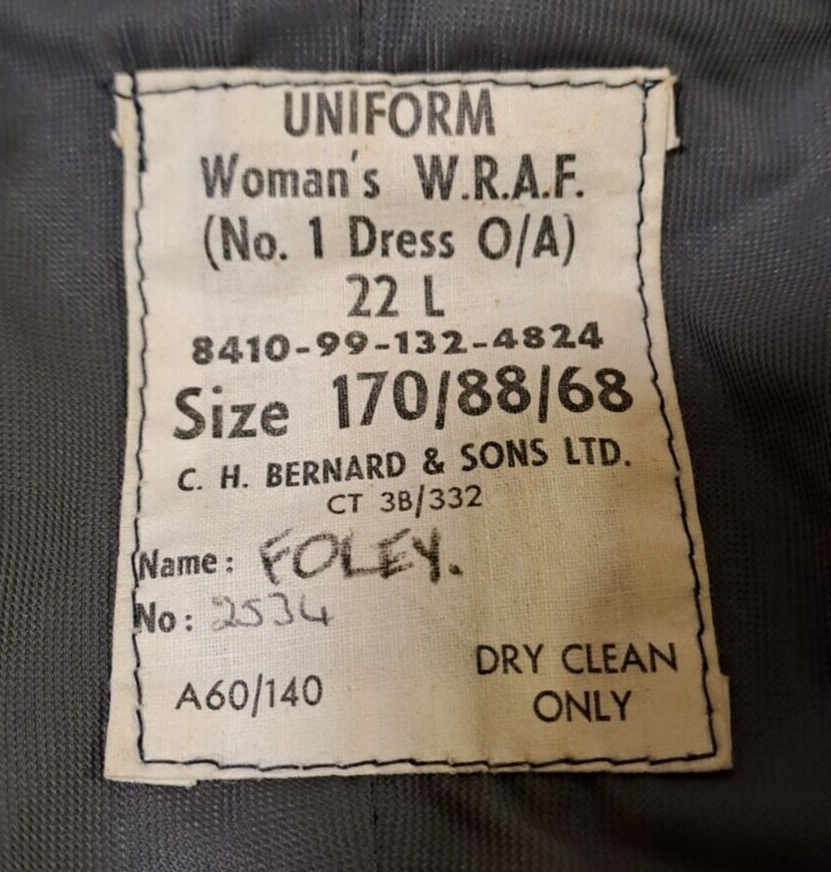 UNIFORM
Woman's W.R.A.F.
(No. 1 Dress O/A)
22 L
8410-99-132-4824
Size 170/88/68
C. H. BERNARD & SONS LTD.
CT 3B/332
Name: FOLEY.
No: 2534
A60/140
DRY CLEAN
ONLY